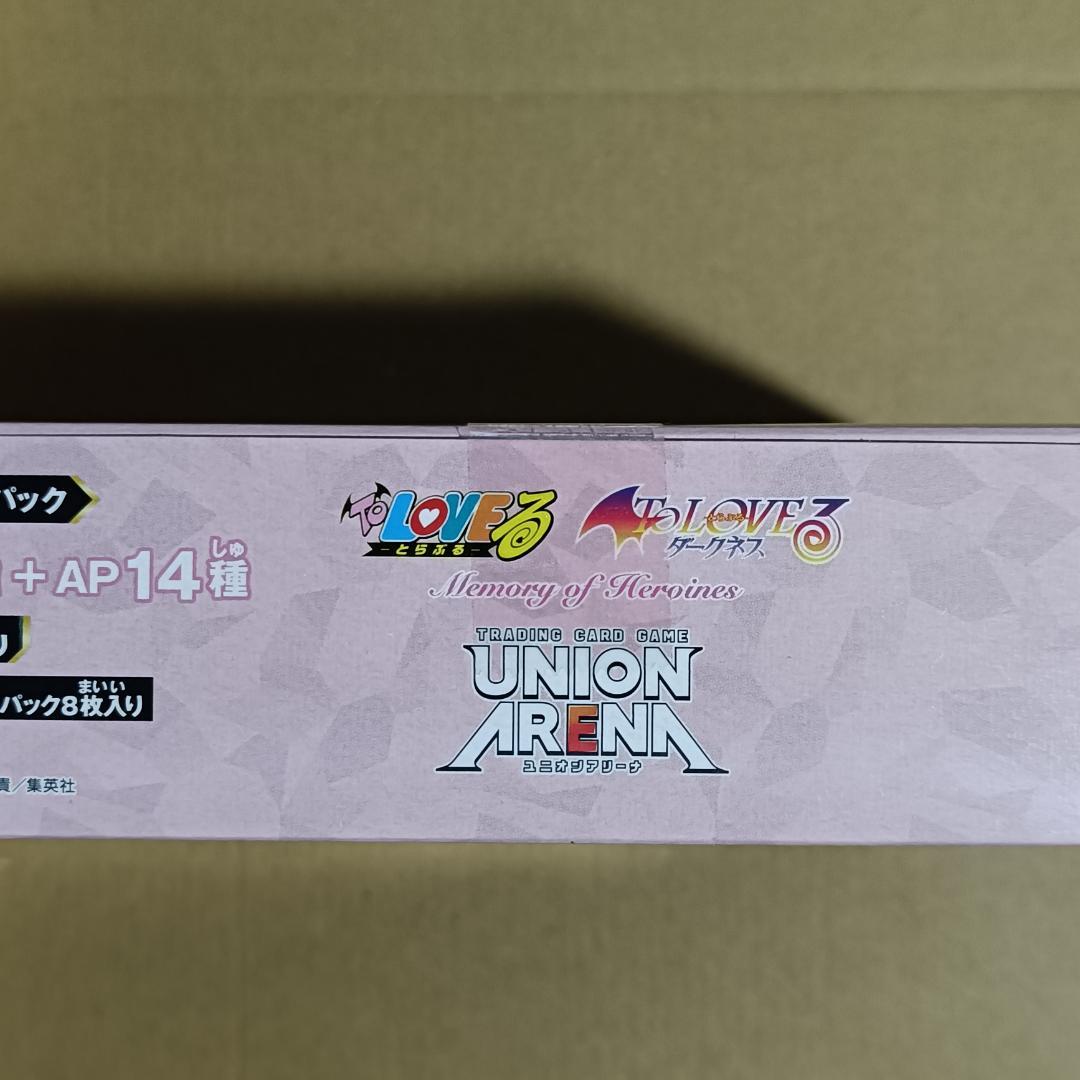 パック
＋AP14種
しゅ
パック8枚入り
まいい
貴／集英社
To LOVEる
－とらぶる－
To LOVEる
とらぶる
ダークネス
Memory of Heroines
TRADING CARD GAME
UNION
ARENA
ユニオンアリーナ